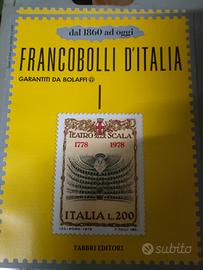 dal 1860 ad oggi
FRANCOBOLLI D'ITALIA
GARANTITI DA BOLAFFI
I
TEATRO ALLA SCALA
1778 1978
ITALIA L.200
FABBRI EDITORI
subito